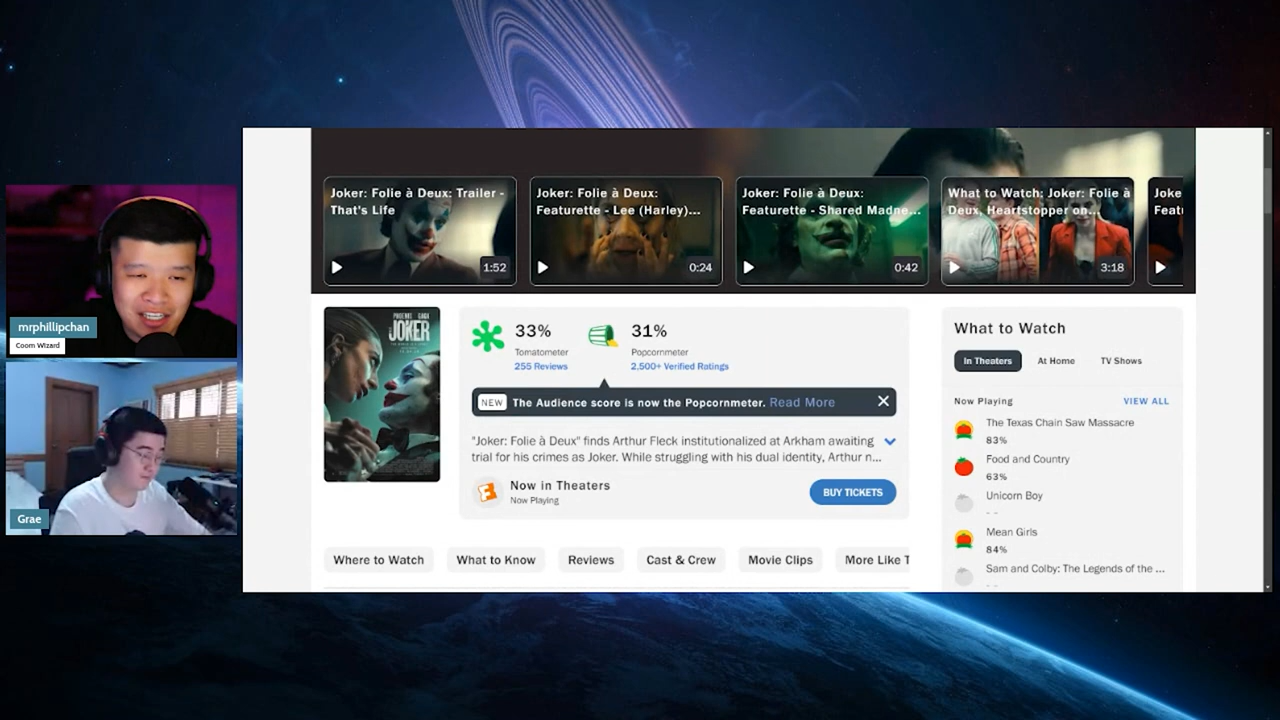 mrphillipchan
Coom Wizard
Grae
Joker: Folie à Deux: Trailer -
That's Life
1:52
Joker: Folie à Deux:
Featurette - Lee (Harley)...
0:24
Joker: Folie à Deux:
Featurette - Shared Madne...
0:42
What to Watch: Joker: Folie à
Deux, Heartstopper on...
3:18
Joke
Featu
JOKER
33%
Tomatometer
255 Reviews
31%
Popcornmeter
2,500+ Verified Ratings
NEW The Audience score is now the Popcornmeter. Read More
"Joker: Folie à Deux" finds Arthur Fleck institutionalized at Arkham awaiting
trial for his crimes as Joker. While struggling with his dual identity, Arthur n...
Now in Theaters
Now Playing
BUY TICKETS
Where to Watch
What to Know
Reviews
Cast & Crew
Movie Clips
More Like T
What to Watch
In Theaters
At Home
TV Shows
Now Playing
VIEW ALL
The Texas Chain Saw Massacre
83%
Food and Country
63%
Unicorn Boy
- -
Mean Girls
84%
Sam and Colby: The Legends of the ...
- -